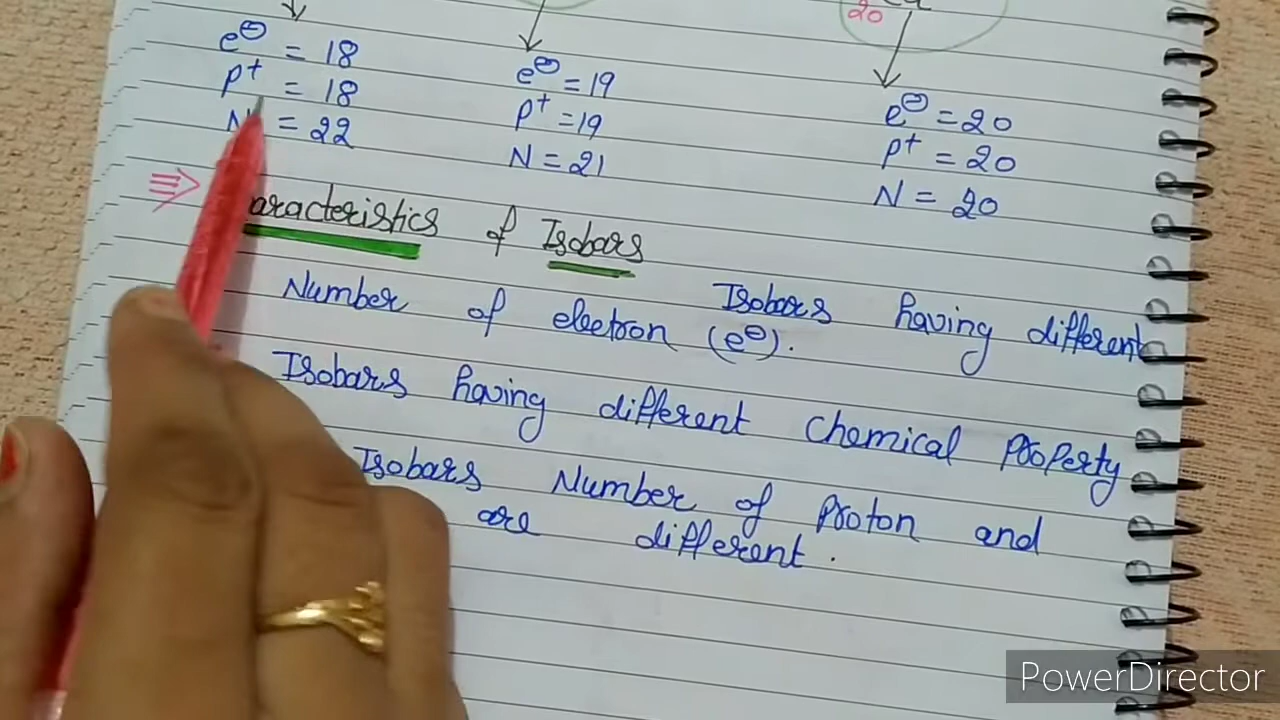 20
e⊖ = 18
p+ = 18
N = 22
e⊖ = 19
p+ = 19
N = 21
e⊖ = 20
p+ = 20
N = 20
aracteristics of Isobars
Isobars having different
Number of electron (e⊖).
Isobars having different chemical property
Isobars Number of proton and
are different.
PowerDirector